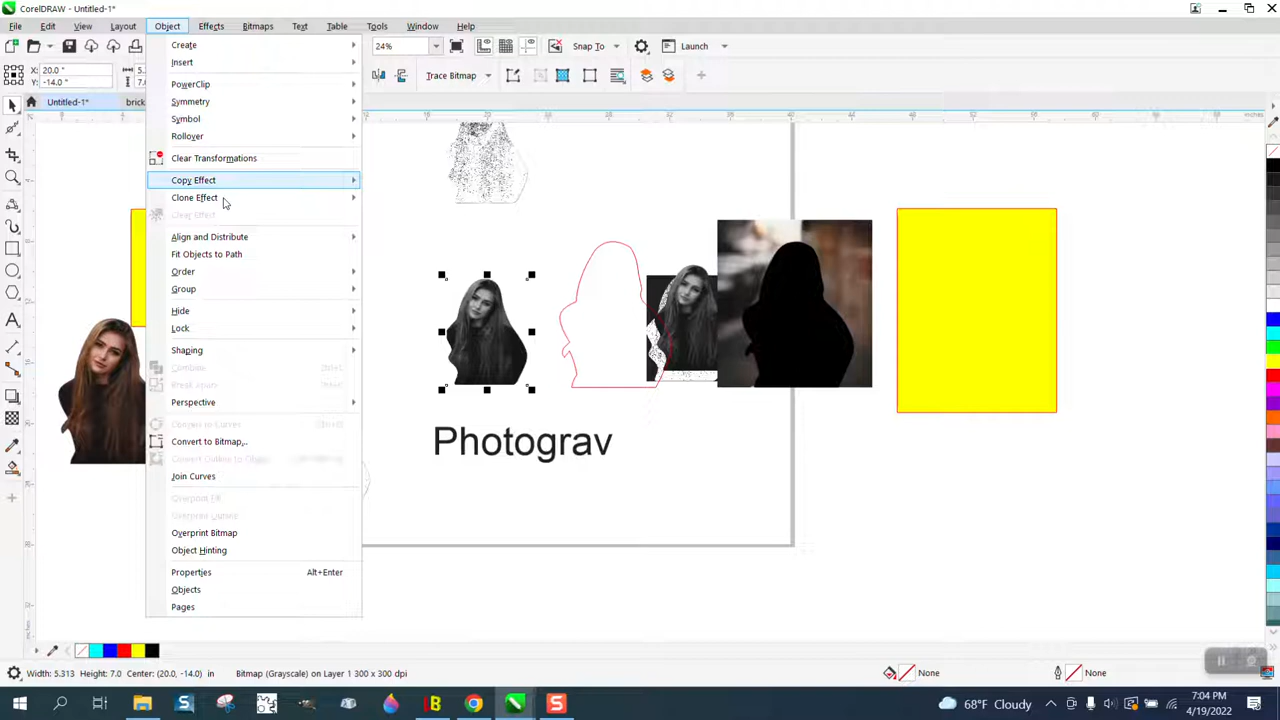 CorelDRAW - Untitled-1*
File Edit View Layout Object Effects Bitmaps Text Table Tools Window Help
24% Snap To Launch
X: 20.0 "
Y: -14.0 "
5.
7.
Trace Bitmap
Untitled-1* brick
Create
Insert
PowerClip
Symmetry
Symbol
Rollover
Clear Transformations
Copy Effect
Clone Effect
Clear Effect
Align and Distribute
Fit Objects to Path
Order
Group
Hide
Lock
Shaping
Combine Ctrl+L
Break Apart
Perspective
Convert to Curves
Convert to Bitmap...
Convert Outline to Object
Join Curves
Overprint Fill
Overprint Outline
Overprint Bitmap
Object Hinting
Properties Alt+Enter
Objects
Pages
inches
Photograv
Width: 5.313 Height: 7.0 Center: (20.0, -14.0) in Bitmap (Grayscale) on Layer 1 300 x 300 dpi None None
68°F Cloudy
7:04 PM
4/19/2022